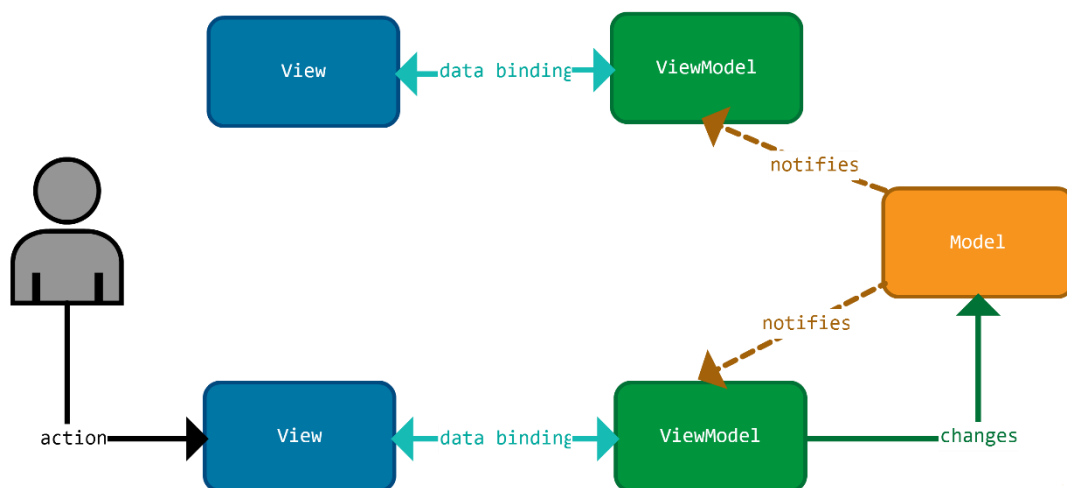 View
data binding
ViewModel
notifies
Model
notifies
action
View
data binding
ViewModel
changes